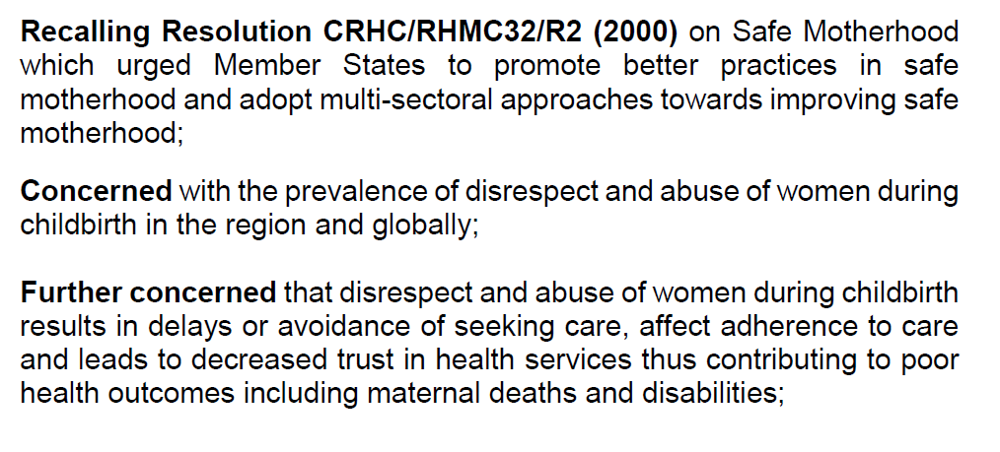 Recalling Resolution CRHC/RHMC32/R2 (2000) on Safe Motherhood
which urged Member States to promote better practices in safe
motherhood and adopt multi-sectoral approaches towards improving safe
motherhood;
Concerned with the prevalence of disrespect and abuse of women during
childbirth in the region and globally;
Further concerned that disrespect and abuse of women during childbirth
results in delays or avoidance of seeking care, affect adherence to care
and leads to decreased trust in health services thus contributing to poor
health outcomes including maternal deaths and disabilities;